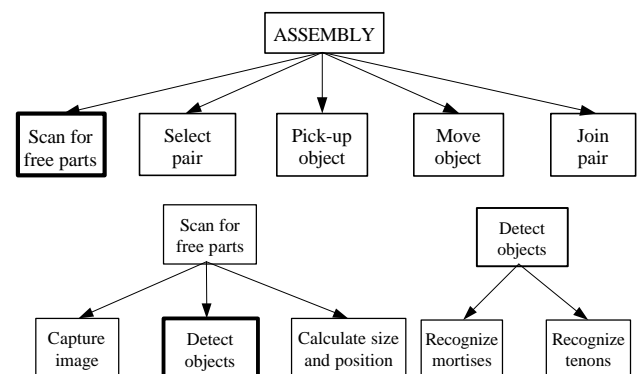 ASSEMBLY
Scan for
free parts
Select
pair
Pick-up
object
Move
object
Join
pair
Scan for
free parts
Detect
objects
Capture
image
Detect
objects
Calculate size
and position
Recognize
mortises
Recognize
tenons